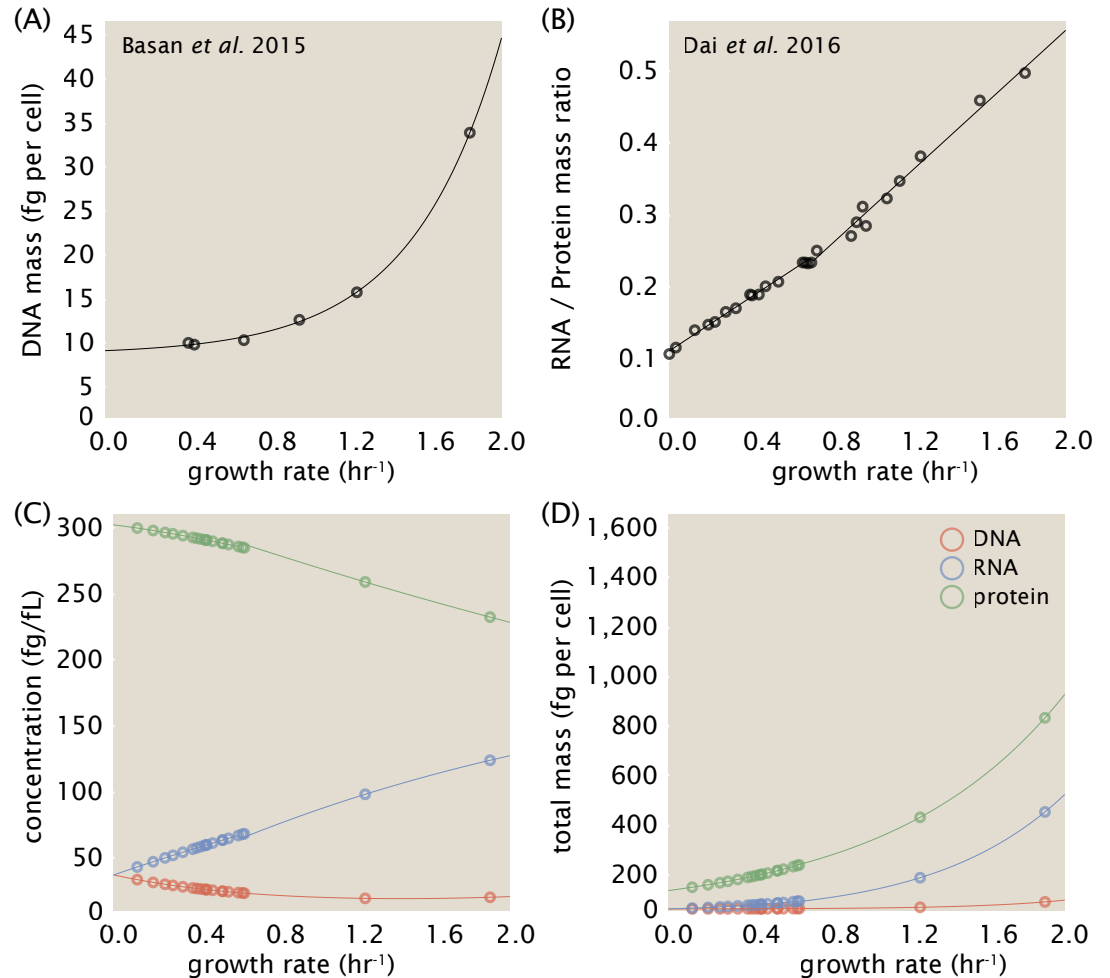 (A)
Basan et al. 2015
DNA mass (fg per cell)
45
40
35
30
25
20
15
10
5
0
0.0 0.4 0.8 1.2 1.6 2.0
growth rate (hr-1)
(B)
Dai et al. 2016
RNA / Protein mass ratio
0.5
0.4
0.3
0.2
0.1
0.0
0.0 0.4 0.8 1.2 1.6 2.0
growth rate (hr-1)
(C)
concentration (fg/fL)
300
250
200
150
100
50
0
0.0 0.4 0.8 1.2 1.6 2.0
growth rate (hr-1)
(D)
total mass (fg per cell)
1,600
1,400
1,200
1,000
800
600
400
200
0
DNA
RNA
protein
0.0 0.4 0.8 1.2 1.6 2.0
growth rate (hr-1)